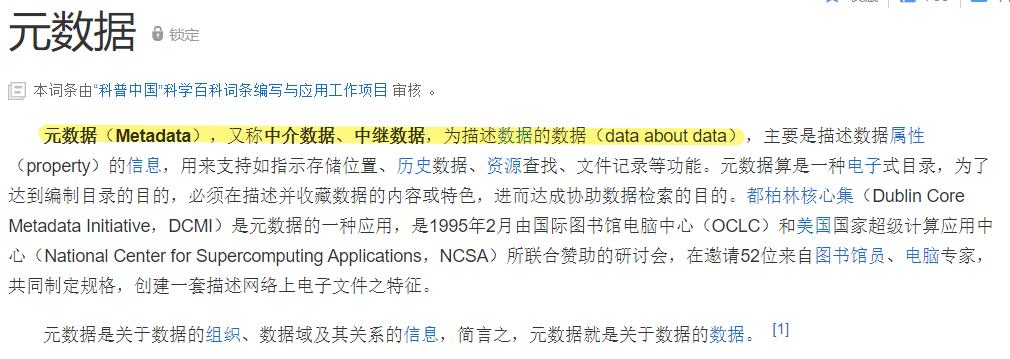 元数据 锁定
本词条由“科普中国”科学百科词条编写与应用工作项目 审核 。
元数据（Metadata），又称中介数据、中继数据，为描述数据的数据（data about data），主要是描述数据属性
（property）的信息，用来支持如指示存储位置、历史数据、资源查找、文件记录等功能。元数据算是一种电子式目录，为了
达到编制目录的目的，必须在描述并收藏数据的内容或特色，进而达成协助数据检索的目的。都柏林核心集（Dublin Core
Metadata Initiative，DCMI）是元数据的一种应用，是1995年2月由国际图书馆电脑中心（OCLC）和美国国家超级计算应用中
心（National Center for Supercomputing Applications，NCSA）所联合赞助的研讨会，在邀请52位来自图书馆员、电脑专家，
共同制定规格，创建一套描述网络上电子文件之特征。
元数据是关于数据的组织、数据域及其关系的信息，简言之，元数据就是关于数据的数据。 [1]